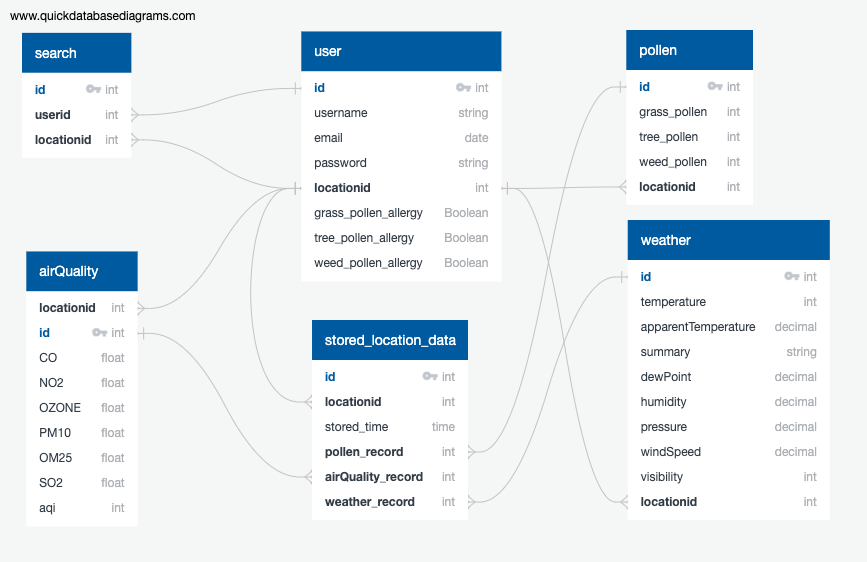 www.quickdatabasediagrams.com
search
id int
userid int
locationid int
user
id int
username string
email date
password string
locationid int
grass_pollen_allergy Boolean
tree_pollen_allergy Boolean
weed_pollen_allergy Boolean
pollen
id int
grass_pollen int
tree_pollen int
weed_pollen int
locationid int
airQuality
locationid int
id int
CO float
NO2 float
OZONE float
PM10 float
OM25 float
SO2 float
aqi int
stored_location_data
id int
locationid int
stored_time time
pollen_record int
airQuality_record int
weather_record int
weather
id int
temperature int
apparentTemperature decimal
summary string
dewPoint decimal
humidity decimal
pressure decimal
windSpeed decimal
visibility int
locationid int